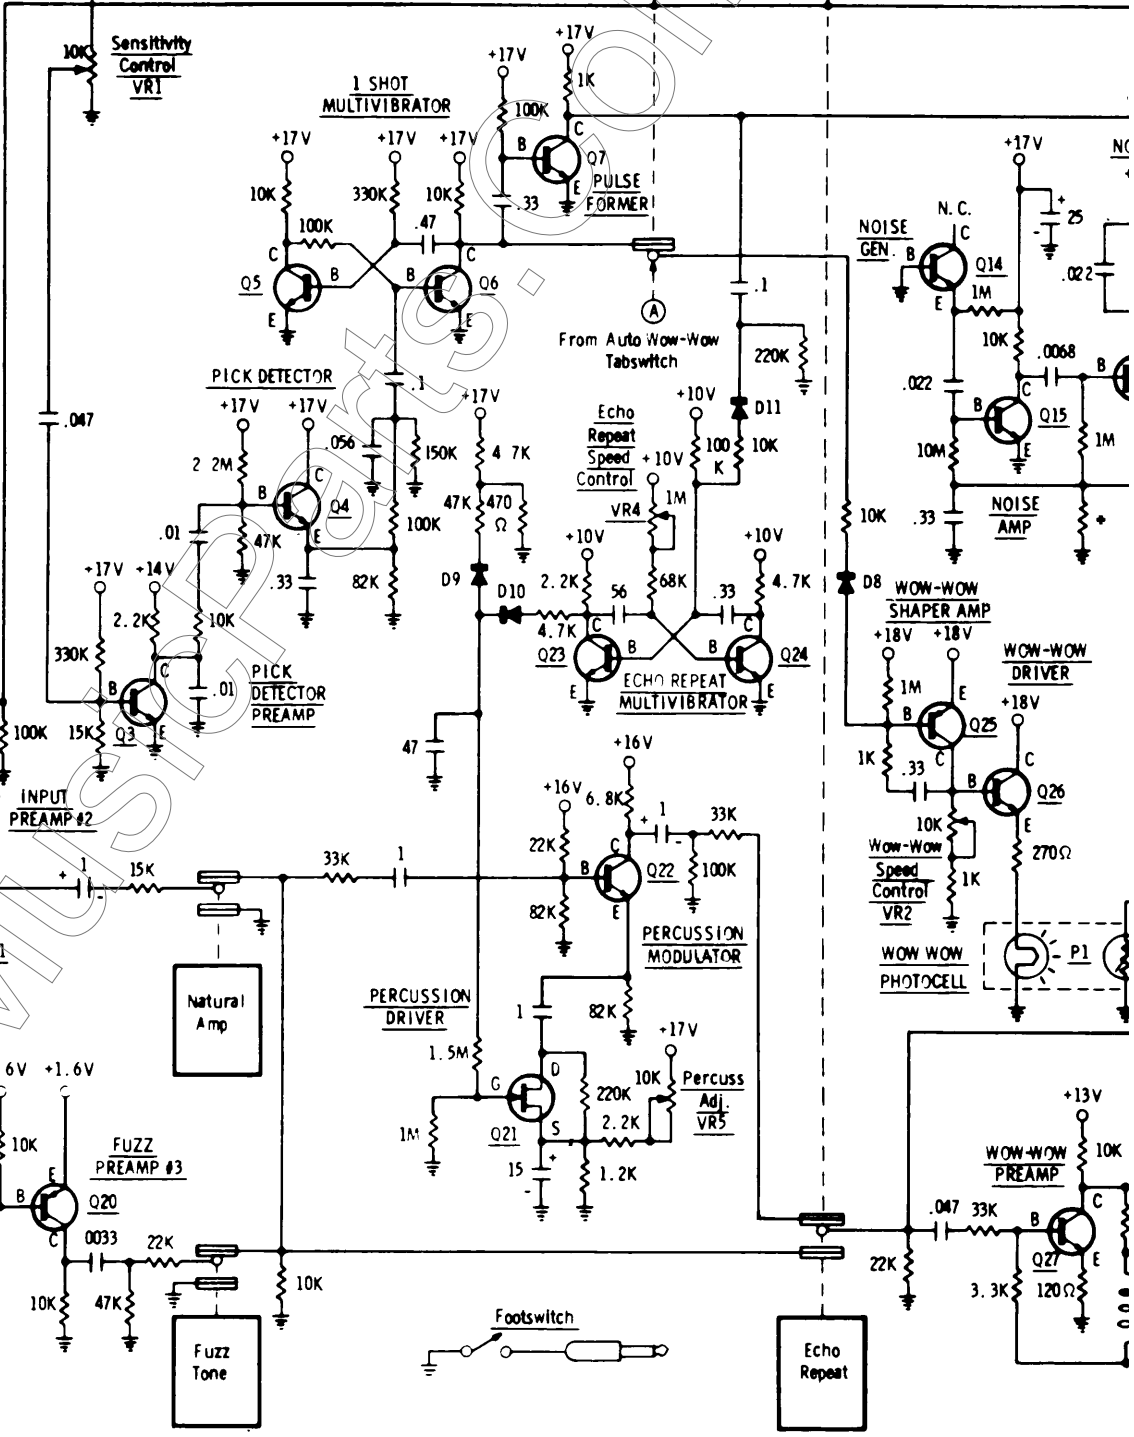 10K
Sensitivity
Control
VR1
+17V
+17V
1K
1 SHOT
MULTIVIBRATOR
100K
C
B
Q7
E
PULSE
FORMER
.33
+17V
+17V
+17V
10K
330K
10K
100K
.47
C
C
Q5
B
B
Q6
E
E
A
From Auto Wow-Wow
Tabswitch
.1
220K
D11
10K
NOISE
GEN.
N.C.
C
B
Q14
E
1M
+17V
+
25
-
.022
10K
.0068
B
.022
C
B
Q15
E
10M
1M
.33
NOISE
AMP
+
.047
PICK DETECTOR
+17V
+17V
2 2M
C
B
Q4
E
.01
47K
.33
.1
.056
150K
100K
82K
+17V
4 7K
47K
470
Ω
D9
D10
4.7K
Echo
Repeat
Speed
Control
VR4
+10V
1M
+10V
100
K
+10V
2.2K
56
68K
.33
+10V
4.7K
C
C
Q23
B
B
Q24
E
E
ECHO REPEAT
MULTIVIBRATOR
10K
D8
WOW-WOW
SHAPER AMP
+18V
+18V
1M
E
B
Q25
C
1K
.33
WOW-WOW
DRIVER
+18V
C
B
Q26
E
10K
Wow-Wow
Speed
Control
VR2
1K
270Ω
WOW WOW
PHOTOCELL
P1
+17V
+14V
2.2K
10K
330K
C
B
Q3
E
.01
15K
PICK
DETECTOR
PREAMP
100K
INPUT
PREAMP #2
47
+16V
+16V
6.8K
+
1
-
33K
22K
C
B
Q22
E
100K
82K
PERCUSSION
MODULATOR
+
1
-
15K
33K
1
Natural
Amp
PERCUSSION
DRIVER
1
82K
1.5M
D
G
Q21
S
1M
220K
2.2K
+17V
10K
Percuss
Adj.
VR5
15
+
-
1.2K
6V
+1.6V
10K
FUZZ
PREAMP #3
E
B
Q20
C
0033
22K
10K
47K
10K
Fuzz
Tone
Footswitch
Echo
Repeat
+13V
10K
WOW-WOW
PREAMP
.047
33K
C
B
Q27
E
22K
3.3K
120Ω